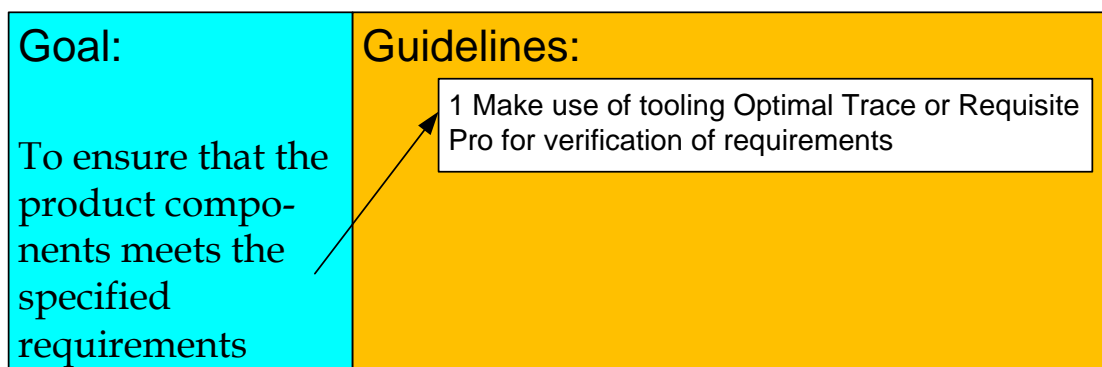 Goal:
To ensure that the
product compo-
nents meets the
specified
requirements
Guidelines:
1 Make use of tooling Optimal Trace or Requisite
Pro for verification of requirements